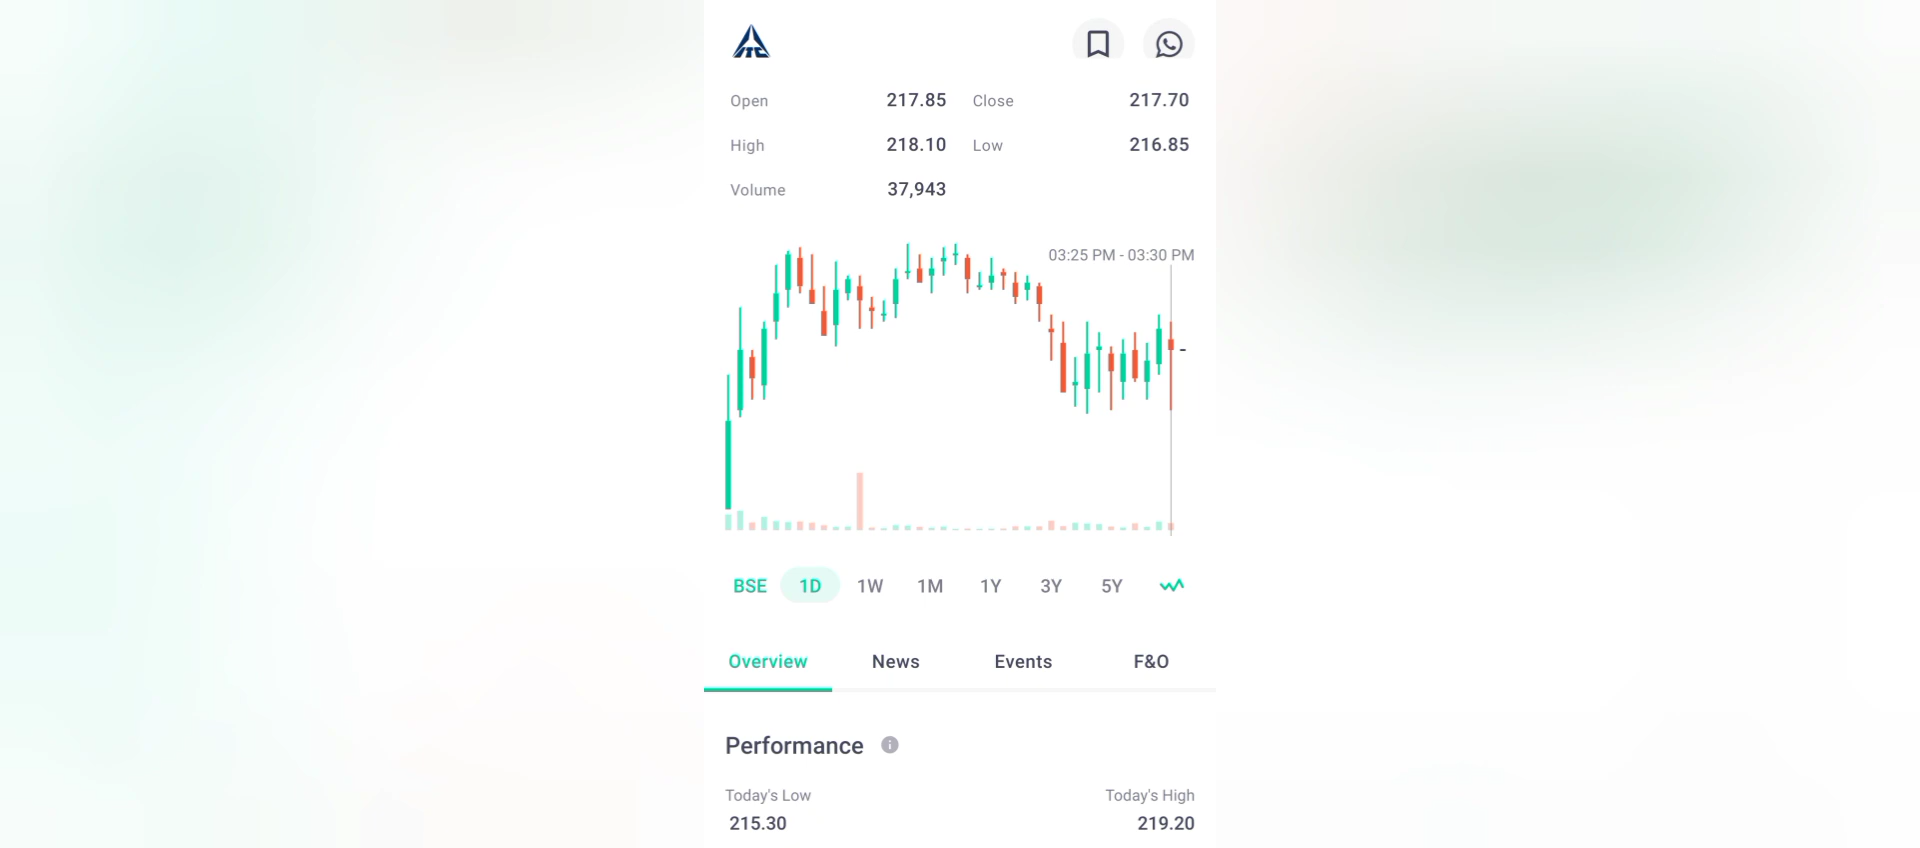 ITC
Open 217.85 Close 217.70
High 218.10 Low 216.85
Volume 37,943
03:25 PM - 03:30 PM
BSE 1D 1W 1M 1Y 3Y 5Y
Overview News Events F&O
Performance
Today's Low Today's High
215.30 219.20